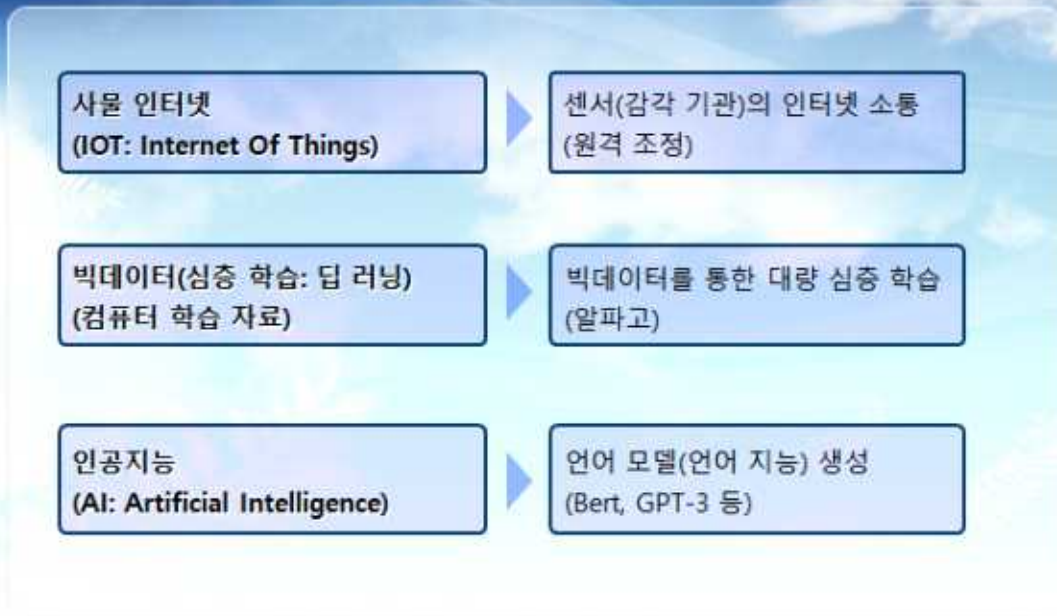 사물 인터넷
(IOT: Internet Of Things)
센서(감각 기관)의 인터넷 소통
(원격 조정)
빅데이터(심층 학습: 딥 러닝)
(컴퓨터 학습 자료)
빅데이터를 통한 대량 심층 학습
(알파고)
인공지능
(AI: Artificial Intelligence)
언어 모델(언어 지능) 생성
(Bert, GPT-3 등)